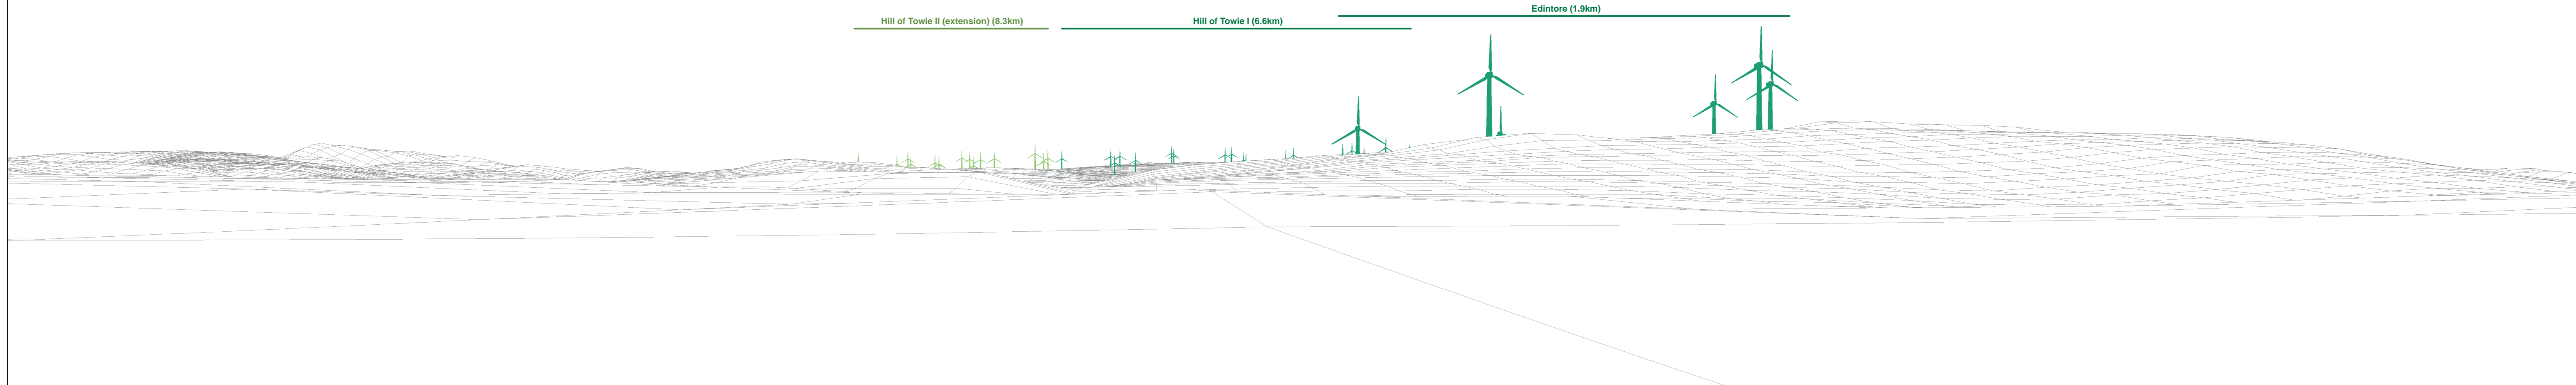 Edintore (1.9km)
Hill of Towie II (extension) (8.3km)
Hill of Towie I (6.6km)